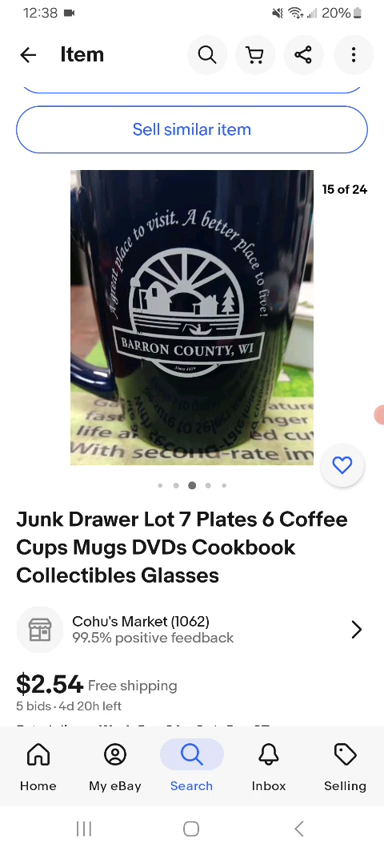 12:38
20%
Item
Sell similar item
15 of 24
A great place to visit. A better place to live!
BARRON COUNTY, WI
fast
life a
With second-rate im
Junk Drawer Lot 7 Plates 6 Coffee
Cups Mugs DVDs Cookbook
Collectibles Glasses
Cohu's Market (1062)
99.5% positive feedback
$2.54 Free shipping
5 bids · 4d 20h left
Home
My eBay
Search
Inbox
Selling